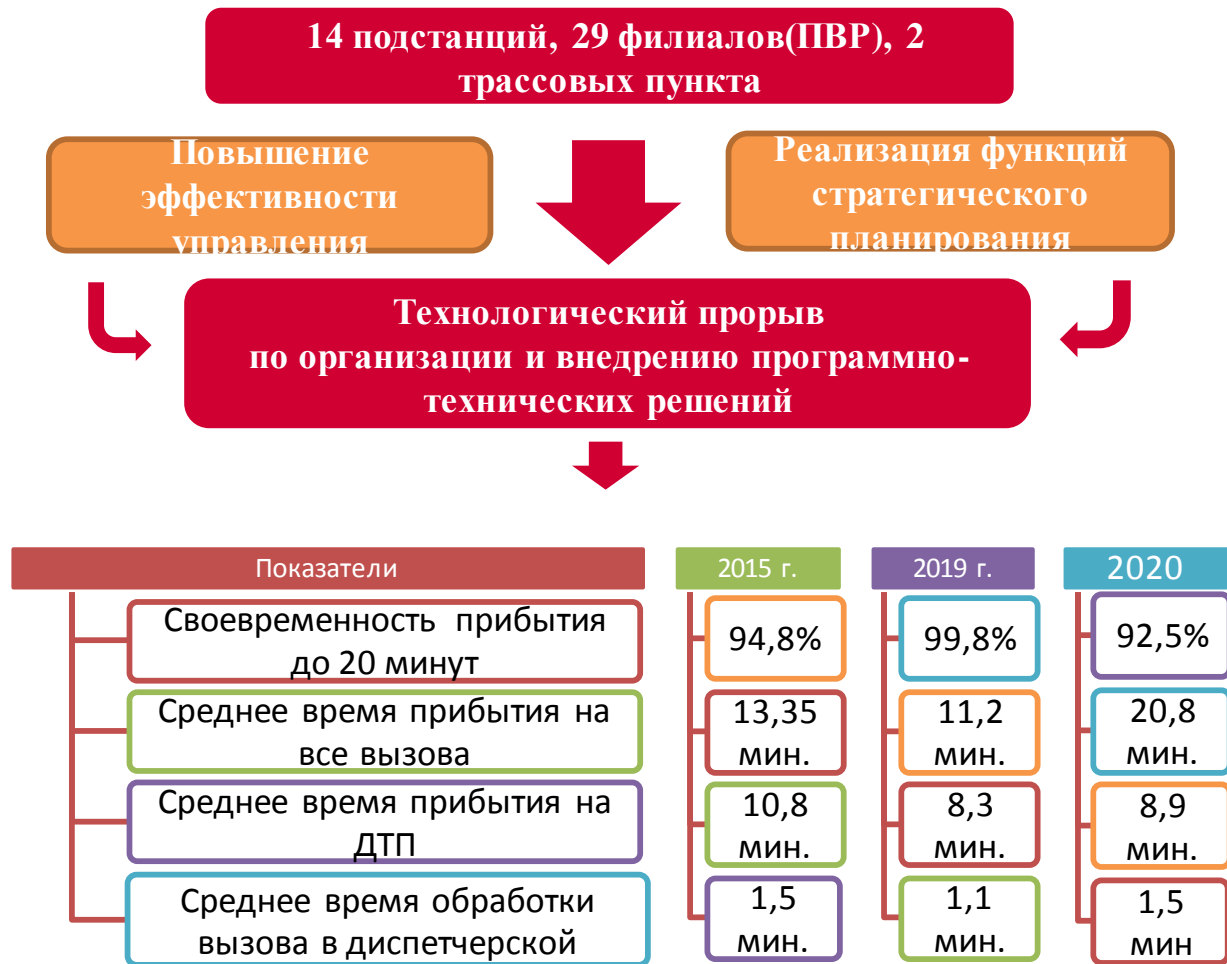 14 подстанций, 29 филиалов(ПВР), 2
трассовых пункта
Повышение
эффективности
управления
Реализация функций
стратегического
планирования
Технологический прорыв
по организации и внедрению программно-
технических решений
Показатели
2015 г.
2019 г.
2020
Своевременность прибытия
до 20 минут
94,8%
99,8%
92,5%
Среднее время прибытия на
все вызова
13,35
мин.
11,2
мин.
20,8
мин.
Среднее время прибытия на
ДТП
10,8
мин.
8,3
мин.
8,9
мин.
Среднее время обработки
вызова в диспетчерской
1,5
мин.
1,1
мин.
1,5
мин